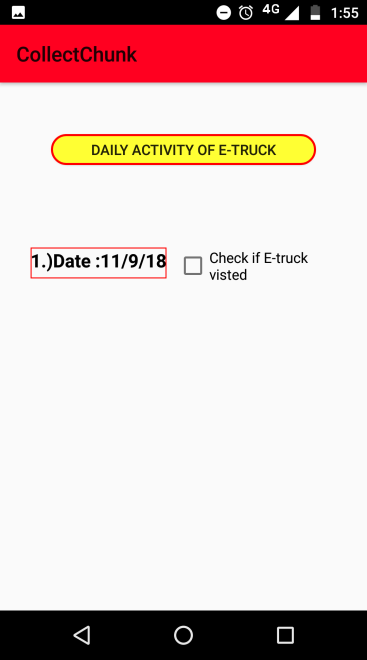 4G 1:55
CollectChunk
DAILY ACTIVITY OF E-TRUCK
1.)Date :11/9/18
Check if E-truck
visted